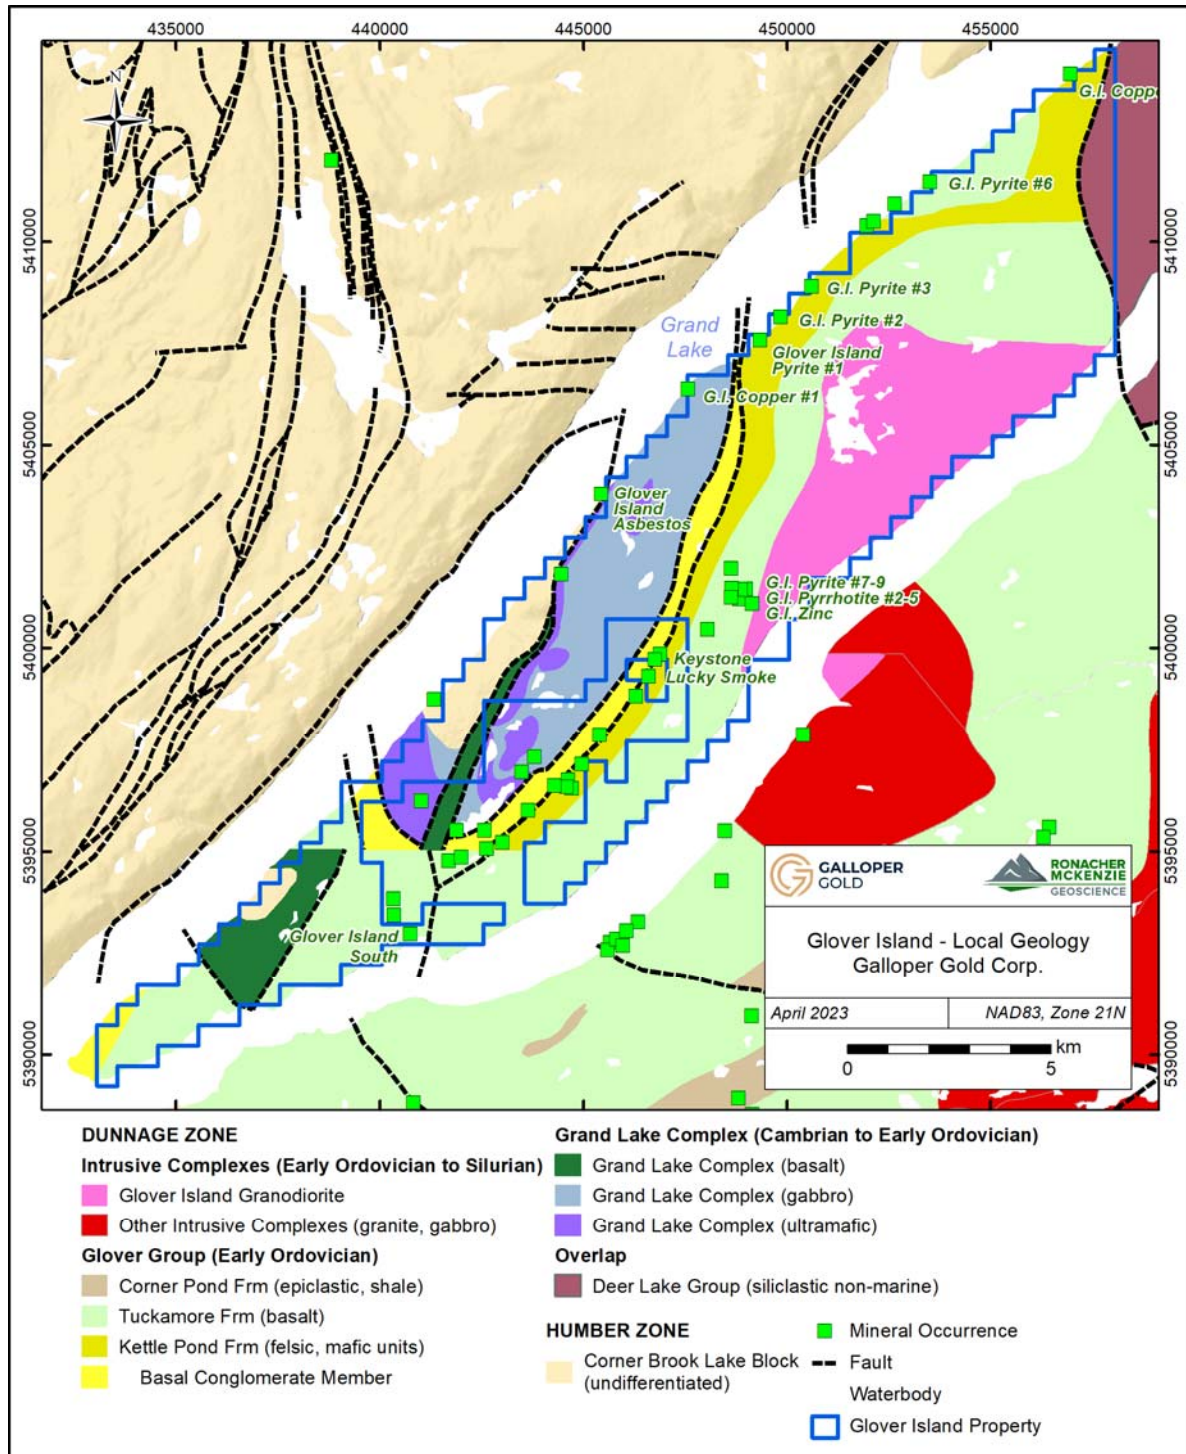 435000 440000 445000 450000 455000
N
G.I. Coppe
G.I. Pyrite #6
5410000
5410000
G.I. Pyrite #3
Grand
Lake
G.I. Pyrite #2
Glover Island
Pyrite #1
G.I. Copper #1
5405000
5405000
Glover
Island
Asbestos
G.I. Pyrite #7-9
G.I. Pyrrhotite #2-5
G.I. Zinc
5400000
5400000
Keystone
Lucky Smoke
5395000
5395000
Glover Island
South
5390000
5390000
GALLOPER
GOLD
RONACHER
MCKENZIE
GEOSCIENCE
Glover Island - Local Geology
Galloper Gold Corp.
April 2023 NAD83, Zone 21N
km
0 5
DUNNAGE ZONE
Intrusive Complexes (Early Ordovician to Silurian)
Glover Island Granodiorite
Other Intrusive Complexes (granite, gabbro)
Glover Group (Early Ordovician)
Corner Pond Frm (epiclastic, shale)
Tuckamore Frm (basalt)
Kettle Pond Frm (felsic, mafic units)
Basal Conglomerate Member
Grand Lake Complex (Cambrian to Early Ordovician)
Grand Lake Complex (basalt)
Grand Lake Complex (gabbro)
Grand Lake Complex (ultramafic)
Overlap
Deer Lake Group (siliclastic non-marine)
HUMBER ZONE
Corner Brook Lake Block
(undifferentiated)
Mineral Occurrence
Fault
Waterbody
Glover Island Property